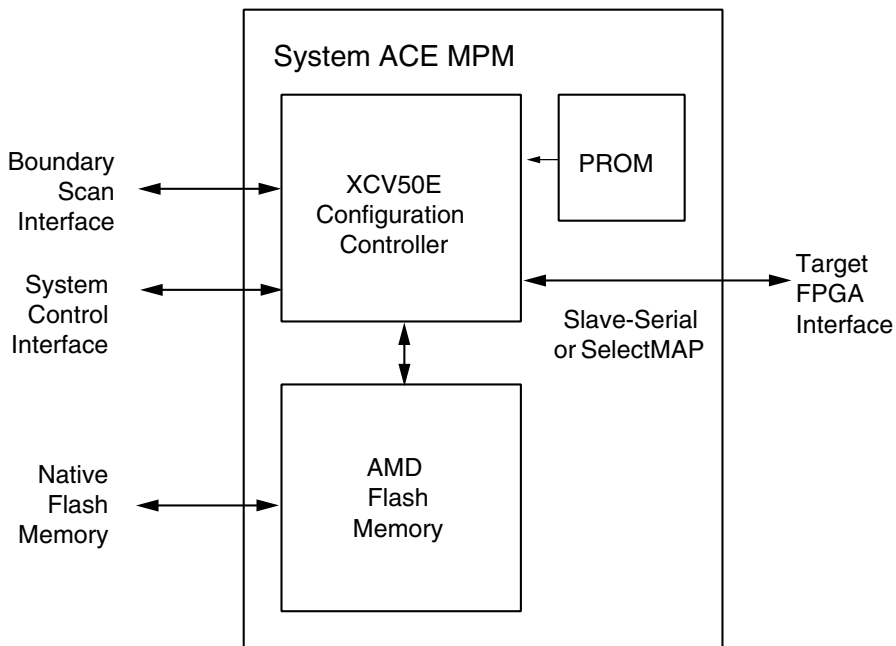 System ACE MPM
Boundary
Scan
Interface
XCV50E
Configuration
Controller
PROM
System
Control
Interface
Slave-Serial
or SelectMAP
Target
FPGA
Interface
Native
Flash
Memory
AMD
Flash
Memory